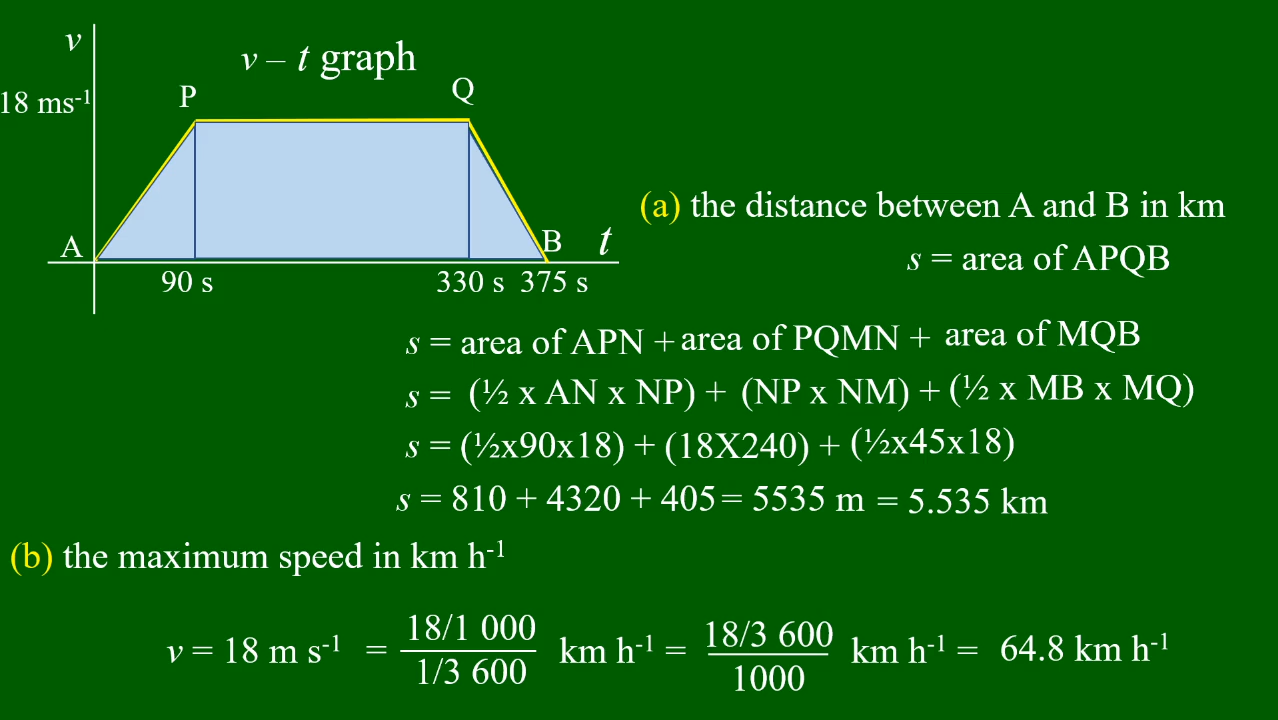 v
v – t graph
18 ms-1
P
Q
A
B
t
90 s
330 s
375 s
(a) the distance between A and B in km
s = area of APQB
s = area of APN + area of PQMN + area of MQB
s = (½ x AN x NP) + (NP x NM) + (½ x MB x MQ)
s = (½x90x18) + (18X240) + (½x45x18)
s = 810 + 4320 + 405 = 5535 m = 5.535 km
(b) the maximum speed in km h-1
v = 18 m s-1 = 18/1 000 / 1/3 600 km h-1 = 18/3 600 / 1000 km h-1 = 64.8 km h-1